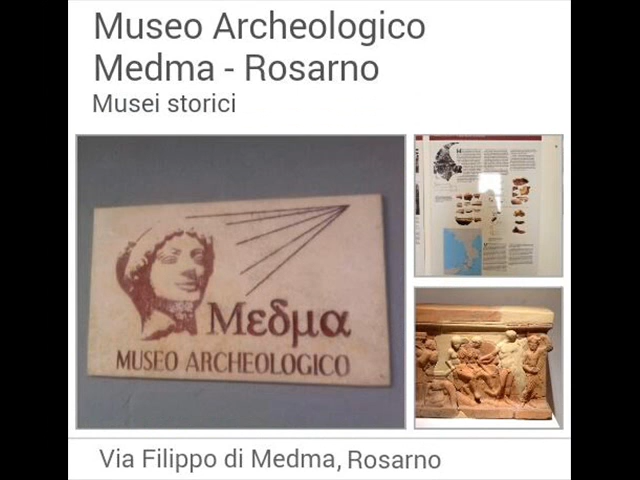 Museo Archeologico
Medma - Rosarno
Musei storici
Μεδμα
MUSEO ARCHEOLOGICO
Via Filippo di Medma, Rosarno